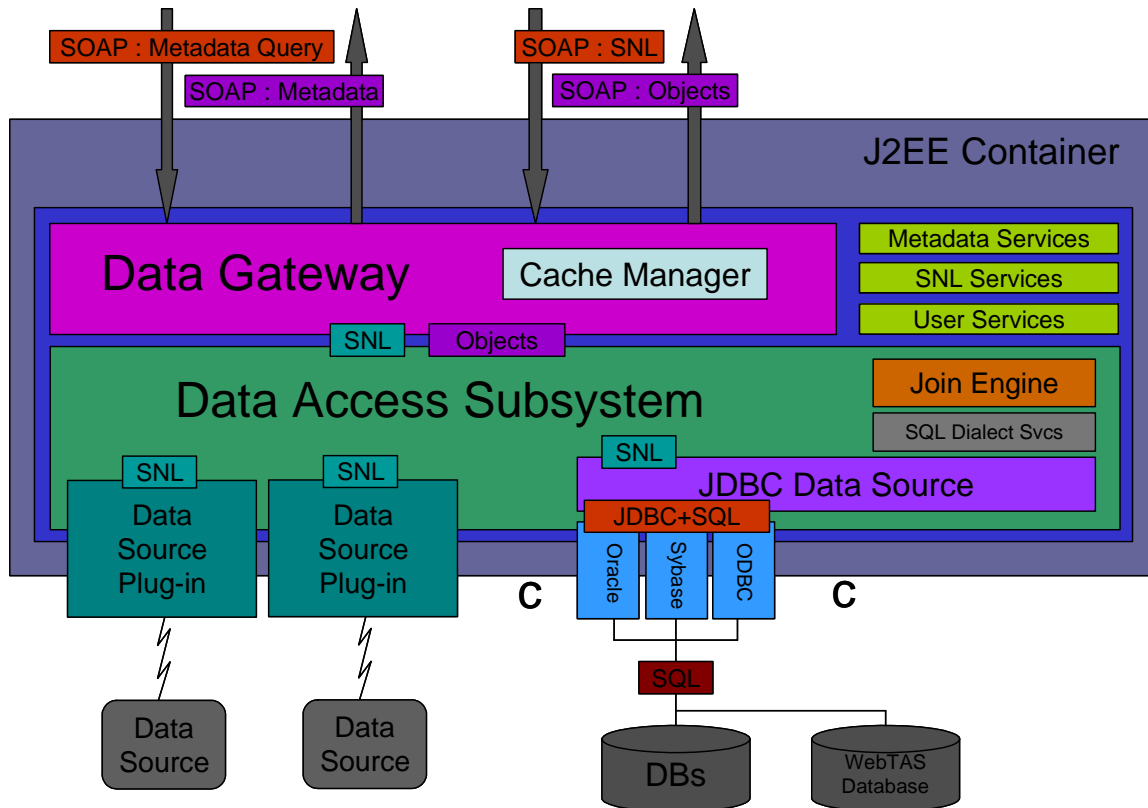 SOAP : Metadata Query
SOAP : SNL
SOAP : Metadata
SOAP : Objects
J2EE Container
Data Gateway
Cache Manager
Metadata Services
SNL Services
User Services
SNL
Objects
Data Access Subsystem
Join Engine
SQL Dialect Svcs
SNL
SNL
SNL
JDBC Data Source
Data
Source
Plug-in
Data
Source
Plug-in
JDBC+SQL
Oracle
Sybase
ODBC
C
C
SQL
Data
Source
Data
Source
DBs
WebTAS
Database